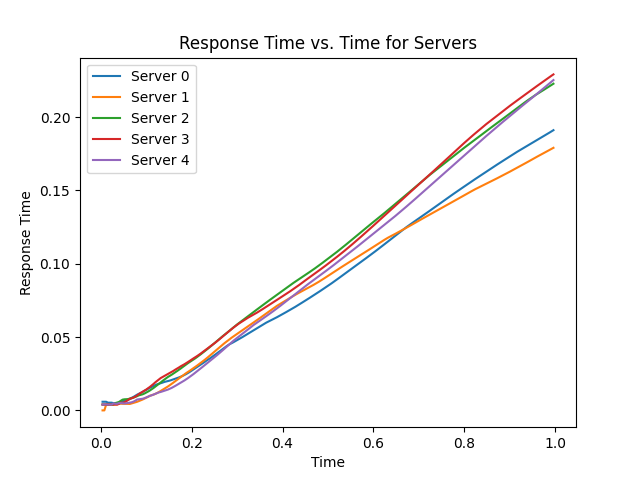 Response Time vs. Time for Servers
Server 0
Server 1
Server 2
Server 3
Server 4
Response Time
0.20
0.15
0.10
0.05
0.00
0.0 0.2 0.4 0.6 0.8 1.0
Time